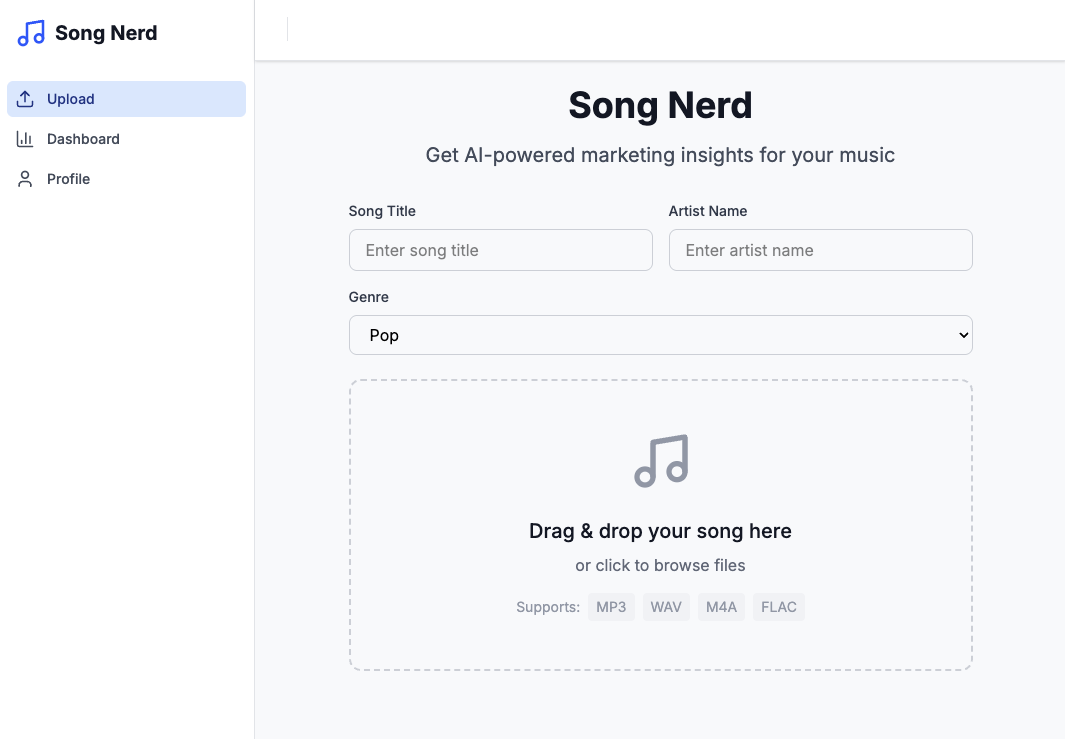 Song Nerd
Upload
Dashboard
Profile
Song Nerd
Get AI-powered marketing insights for your music
Song Title
Artist Name
Enter song title
Enter artist name
Genre
Pop
Drag & drop your song here
or click to browse files
Supports: MP3 WAV M4A FLAC